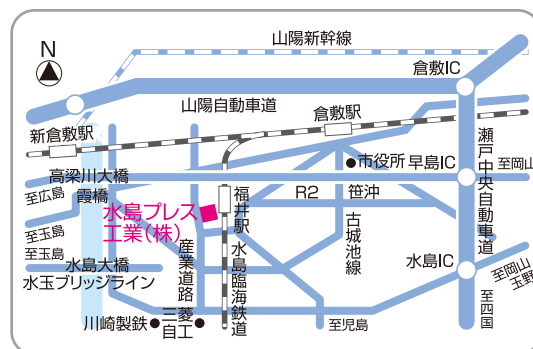 N
山陽新幹線
倉敷IC
山陽自動車道
倉敷駅
新倉敷駅
瀬戸中央自動車道
市役所
早島IC
至岡山
高梁川大橋
至広島
霞橋
R2
笹沖
水島プレス
工業(株)
福井駅
古城池線
至玉島
至玉島
産業道路
水島臨海鉄道
水島大橋
水玉ブリッジライン
水島IC
至岡山
玉野
川崎製鉄
三菱
自工
至児島
至四国